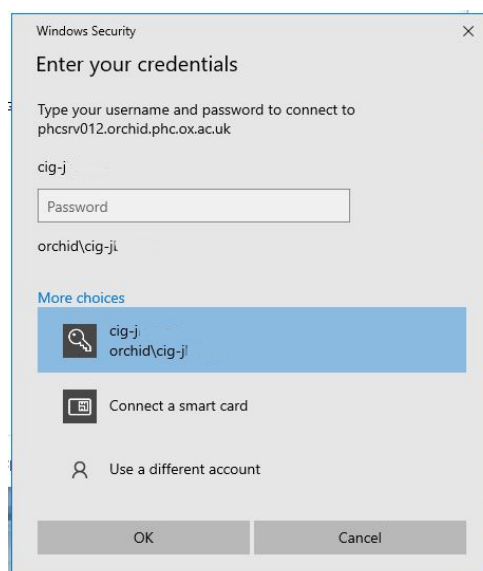 Windows Security
Enter your credentials
Type your username and password to connect to
phcsrv012.orchid.phc.ox.ac.uk
cig-j
Password
orchid\cig-j
More choices
cig-j
orchid\cig-j
Connect a smart card
Use a different account
OK
Cancel